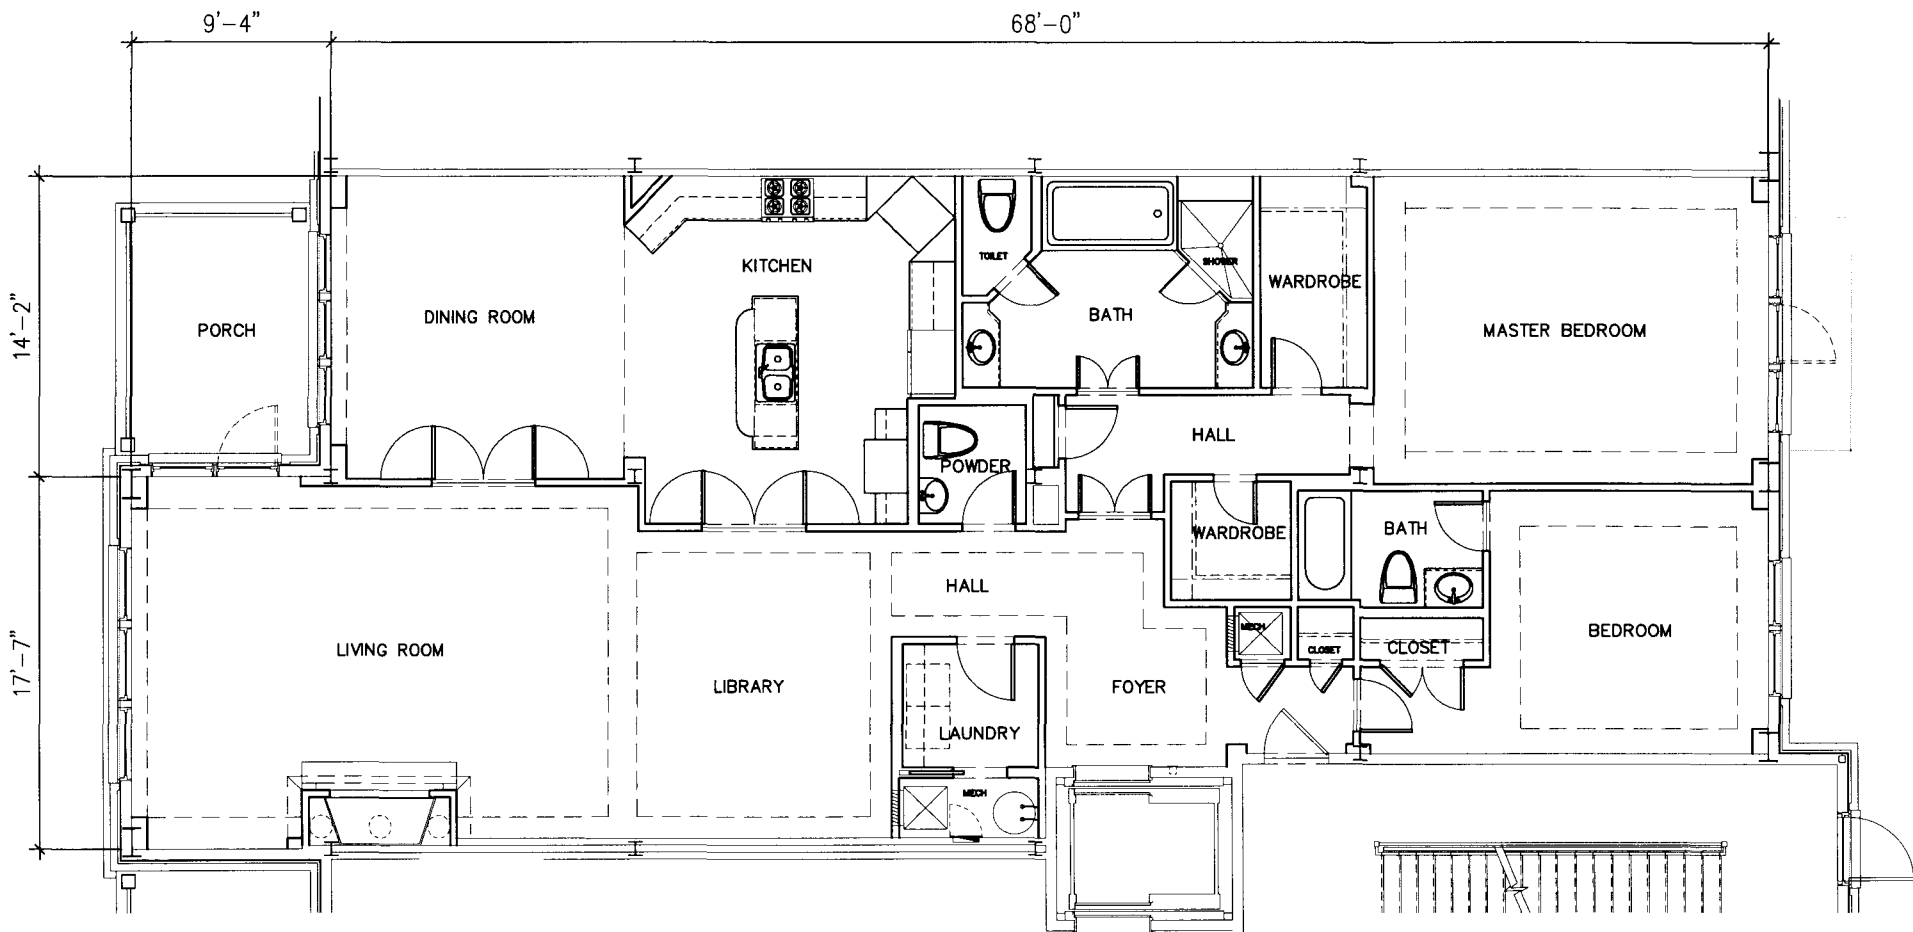 9'-4"
68'-0"
14'-2"
17'-7"
PORCH
DINING ROOM
KITCHEN
TOILET
SHOWER
BATH
WARDROBE
MASTER BEDROOM
POWDER
HALL
WARDROBE
BATH
HALL
MECH
CLOSET
CLOSET
BEDROOM
LIVING ROOM
LIBRARY
FOYER
LAUNDRY
MECH